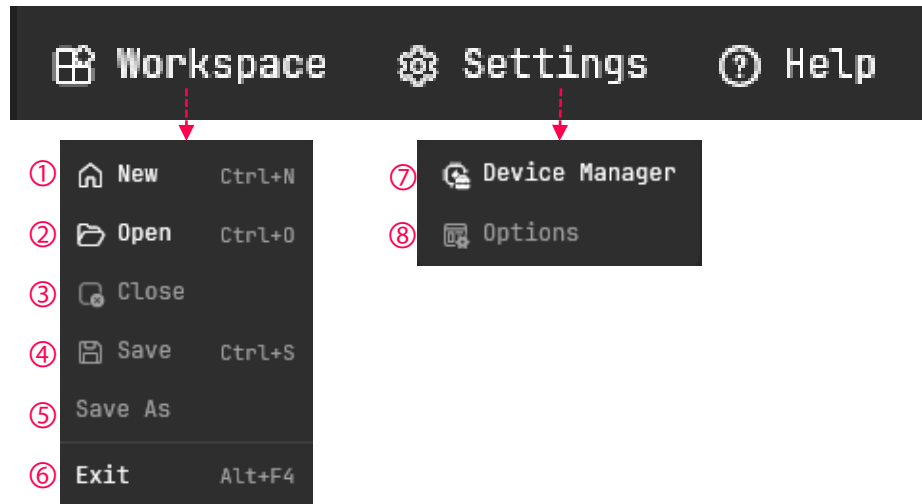 Workspace Settings Help
① New Ctrl+N
② Open Ctrl+O
③ Close
④ Save Ctrl+S
⑤ Save As
⑥ Exit Alt+F4
⑦ Device Manager
⑧ Options